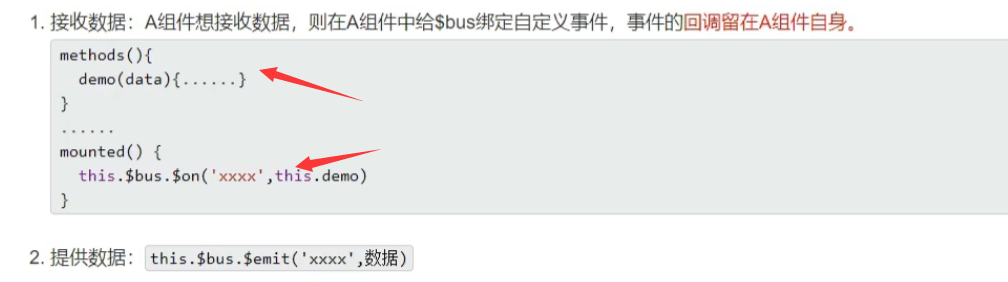 1. 接收数据：A组件想接收数据，则在A组件中给$bus绑定自定义事件，事件的回调留在A组件自身。
methods(){
  demo(data){......}
}
......
mounted() {
  this.$bus.$on('xxxx',this.demo)
}
2. 提供数据：this.$bus.$emit('xxxx',数据)